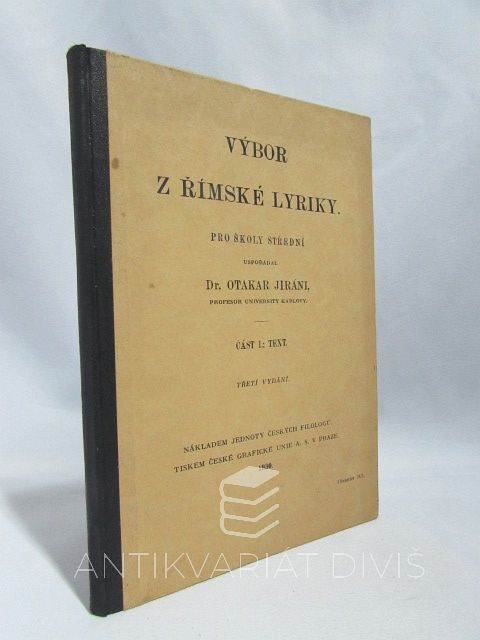 VÝBOR
Z ŘÍMSKÉ LYRIKY.
PRO ŠKOLY STŘEDNÍ
USPOŘÁDAL
Dr. OTAKAR JIRÁNI,
PROFESOR UNIVERSITY KARLOVY.
ČÁST I.: TEXT.
TŘETÍ VYDÁNÍ.
NÁKLADEM JEDNOTY ČESKÝCH FILOLOGŮ.
TISKEM ČESKÉ GRAFICKÉ UNIE A. S. V PRAZE.
1930.
ANTIKVARIÁT DIVIŠ